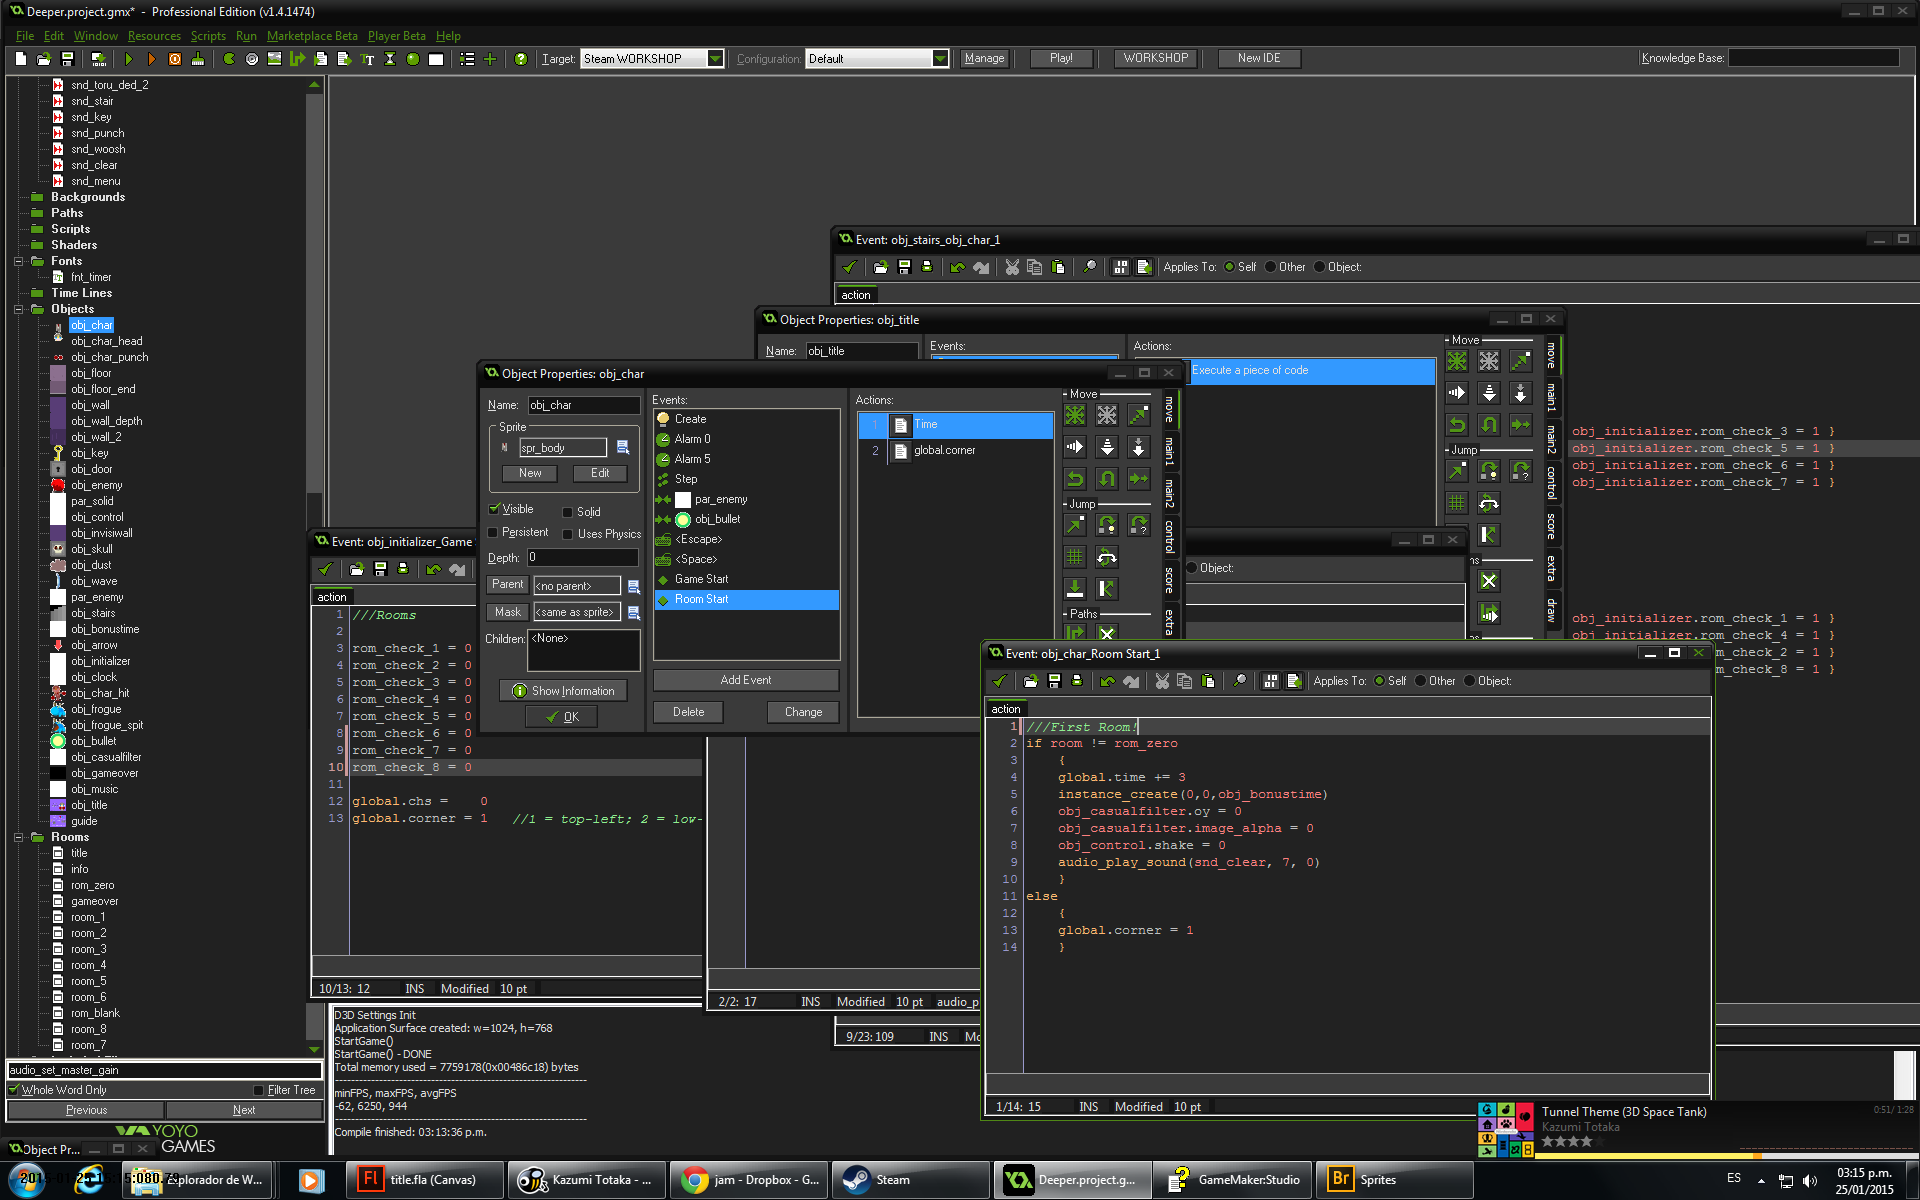 Deeper.project.gmx* - Professional Edition (v1.4.1474)
File Edit Window Resources Scripts Run Marketplace Beta Player Beta Help
Target: Steam WORKSHOP Configuration: Default Manage Play! WORKSHOP New IDE Knowledge Base:
snd_toru_ded_2
snd_stair
snd_key
snd_punch
snd_woosh
snd_clear
snd_menu
Backgrounds
Paths
Scripts
Shaders
Fonts
fnt_timer
Time Lines
Objects
obj_char
obj_char_head
obj_char_punch
obj_floor
obj_floor_end
obj_wall
obj_wall_depth
obj_wall_2
obj_key
obj_door
obj_enemy
par_solid
obj_control
obj_invisiwall
obj_skull
obj_dust
obj_wave
par_enemy
obj_stairs
obj_bonustime
obj_arrow
obj_initializer
obj_clock
obj_char_hit
obj_frogue
obj_frogue_spit
obj_bullet
obj_casualfilter
obj_gameover
obj_music
obj_title
guide
Rooms
title
info
rom_zero
gameover
room_1
room_2
room_3
room_4
room_5
room_6
rom_blank
room_8
room_7
audio_set_master_gain
Whole Word Only Filter Tree
Previous Next
YOYO GAMES
Object Pr...
Event: obj_stairs_obj_char_1
Applies To: Self Other Object:
action
obj_initializer.rom_check_3 = 1 }
obj_initializer.rom_check_5 = 1 }
obj_initializer.rom_check_6 = 1 }
obj_initializer.rom_check_7 = 1 }
obj_initializer.rom_check_1 = 1 }
obj_initializer.rom_check_4 = 1 }
m_check_2 = 1 }
m_check_8 = 1 }
9/23: 109 INS Mo
Object Properties: obj_title
Name: obj_title Events: Actions:
Execute a piece of code
Move
Jump
move main1 main2 control score extra draw
Object:
Object Properties: obj_char
Name: obj_char
Sprite
spr_body
New Edit
Visible Solid
Persistent Uses Physics
Depth: 0
Parent <no parent>
Mask <same as sprite>
Children: <None>
Show Information
OK
Events:
Create
Alarm 0
Alarm 5
Step
par_enemy
obj_bullet
<Escape>
<Space>
Game Start
Room Start
Add Event
Delete Change
Actions:
1 Time
2 global.corner
Move
Jump
Paths
move main1 main2 control score extra
Event: obj_initializer_Game
action
1 ///Rooms
2
3 rom_check_1 = 0
4 rom_check_2 = 0
5 rom_check_3 = 0
6 rom_check_4 = 0
7 rom_check_5 = 0
8 rom_check_6 = 0
9 rom_check_7 = 0
10 rom_check_8 = 0
11
12 global.chs = 0
13 global.corner = 1 //1 = top-left; 2 = low-
10/13: 12 INS Modified 10 pt
2/2: 17 INS Modified 10 pt audio_p
Event: obj_char_Room Start_1
Applies To: Self Other Object:
action
1 ///First Room!
2 if room != rom_zero
3 {
4 global.time += 3
5 instance_create(0,0,obj_bonustime)
6 obj_casualfilter.oy = 0
7 obj_casualfilter.image_alpha = 0
8 obj_control.shake = 0
9 audio_play_sound(snd_clear, 7, 0)
10 }
11 else
12 {
13 global.corner = 1
14 }
1/14: 15 INS Modified 10 pt
D3D Settings Init
Application Surface created: w=1024, h=768
StartGame()
StartGame() - DONE
Total memory used = 7759178(0x00486c18) bytes
minFPS, maxFPS, avgFPS
-62, 6250, 944
Compile finished: 03:13:36 p.m.
Tunnel Theme (3D Space Tank) 0:51/ 1:28
Kazumi Totaka
Explorador de W...
Fl title.fla (Canvas)
Kazumi Totaka - ...
jam - Dropbox - G...
Steam
Deeper.project.g...
GameMaker:Studio
Br Sprites
ES
03:15 p.m.
25/01/2015